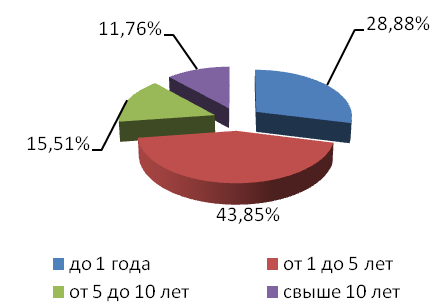 11,76%
28,88%
15,51%
43,85%
до 1 года
от 1 до 5 лет
от 5 до 10 лет
свыше 10 лет